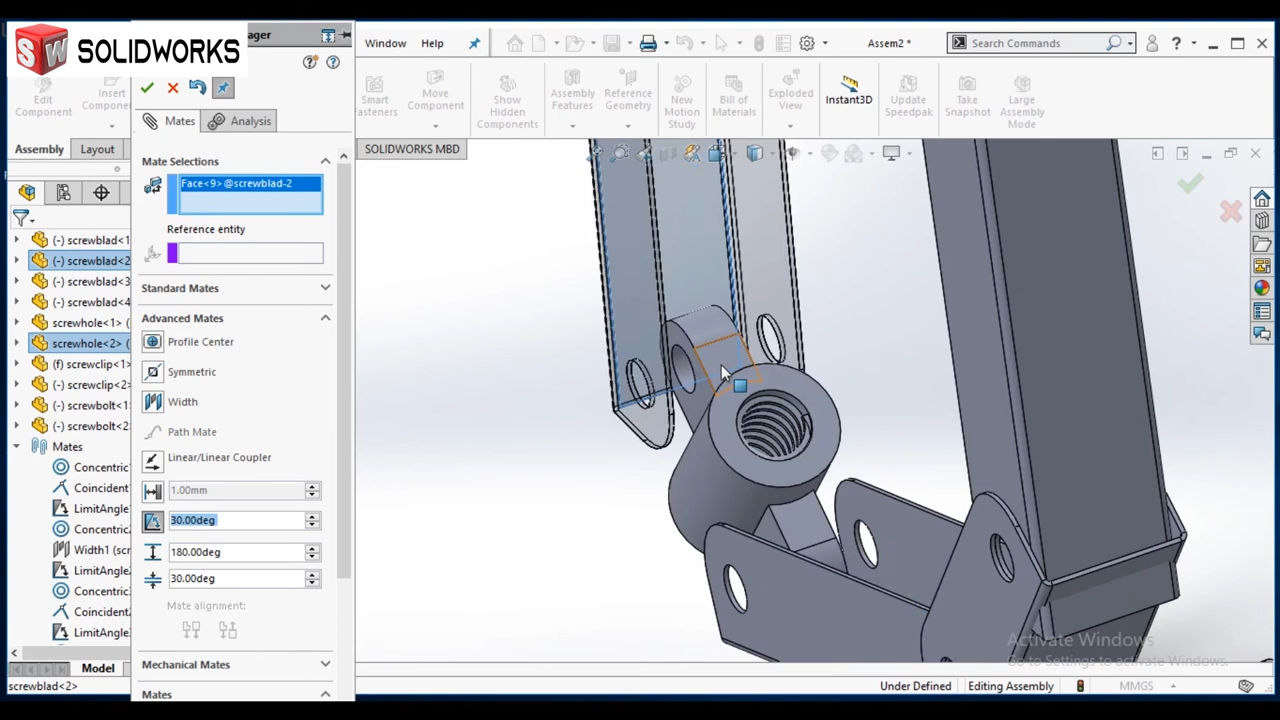 SOLIDWORKS
ager
Window
Help
Assem2 *
Search Commands
?
Edit Component
Insert Compone
Smart Fasteners
Move Component
Show Hidden Components
Assembly Features
Reference Geometry
New Motion Study
Bill of Materials
Exploded View
Instant3D
Update Speedpak
Take Snapshot
Large Assembly Mode
Assembly
Layout
SOLIDWORKS MBD
Mates
Analysis
Mate Selections
Face<9>@screwblad-2
Reference entity
Standard Mates
Advanced Mates
Profile Center
Symmetric
Width
Path Mate
Linear/Linear Coupler
1.00mm
30.00deg
180.00deg
30.00deg
Mate alignment:
Mechanical Mates
Mates
(-) screwblad<1
(-) screwblad<2
(-) screwblad<3
(-) screwblad<4
screwhole<1> (
screwhole<2> (
(f) screwclip<1>
(-) screwclip<2>
(-) screwbolt<1>
(-) screwbolt<2>
Mates
Concentric
Coincident
LimitAngle
Concentric
Width1 (scr
LimitAngle
Concentric
Coincident
LimitAngle
Model
screwblad<2>
Activate Windows
Go to Settings to activate Windows.
Under Defined
Editing Assembly
MMGS